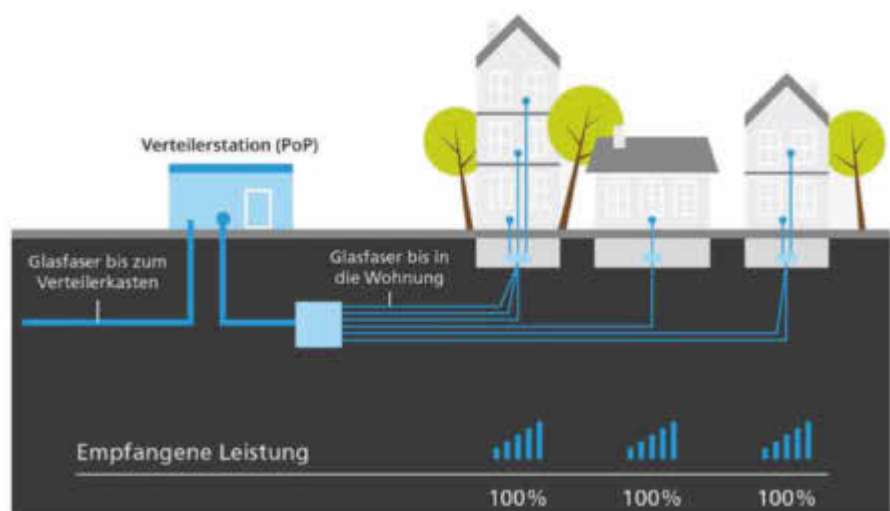 Verteilerstation (PoP)
Glasfaser bis zum
Verteilerkasten
Glasfaser bis in
die Wohnung
Empfangene Leistung
100% 100% 100%